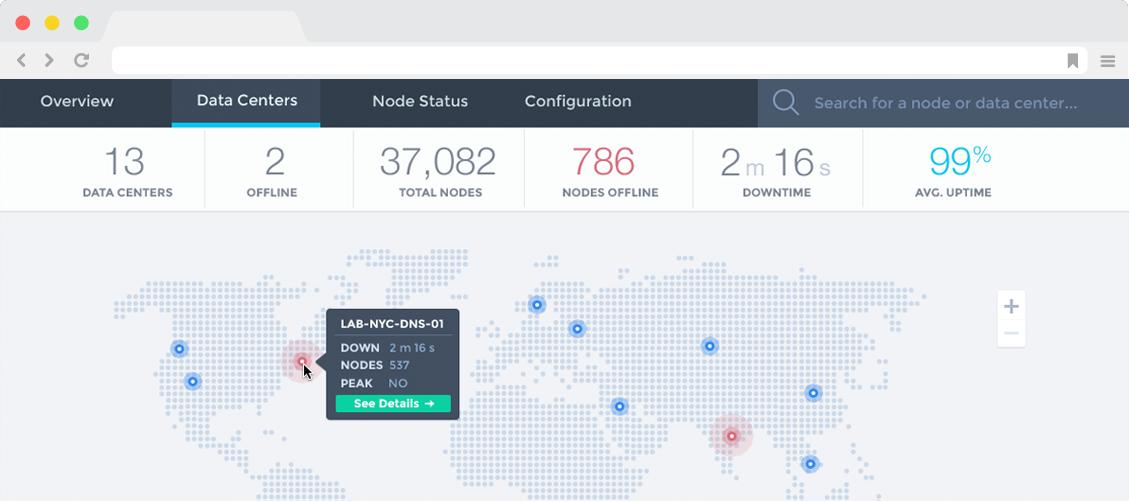 Overview Data Centers Node Status Configuration Search for a node or data center...
13 2 37,082 786 2 m 16 s 99%
DATA CENTERS OFFLINE TOTAL NODES NODES OFFLINE DOWNTIME AVG. UPTIME
LAB-NYC-DNS-01
DOWN 2 m 16 s
NODES 537
PEAK NO
See Details →